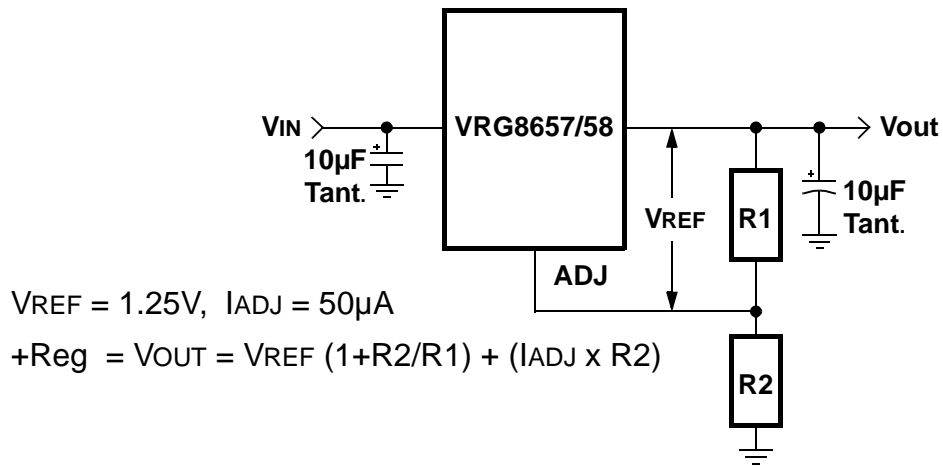 VIN
VRG8657/58
Vout
10µF
Tant.
VREF
R1
10µF
Tant.
ADJ
VREF = 1.25V, IADJ = 50µA
+Reg = VOUT = VREF (1+R2/R1) + (IADJ x R2)
R2